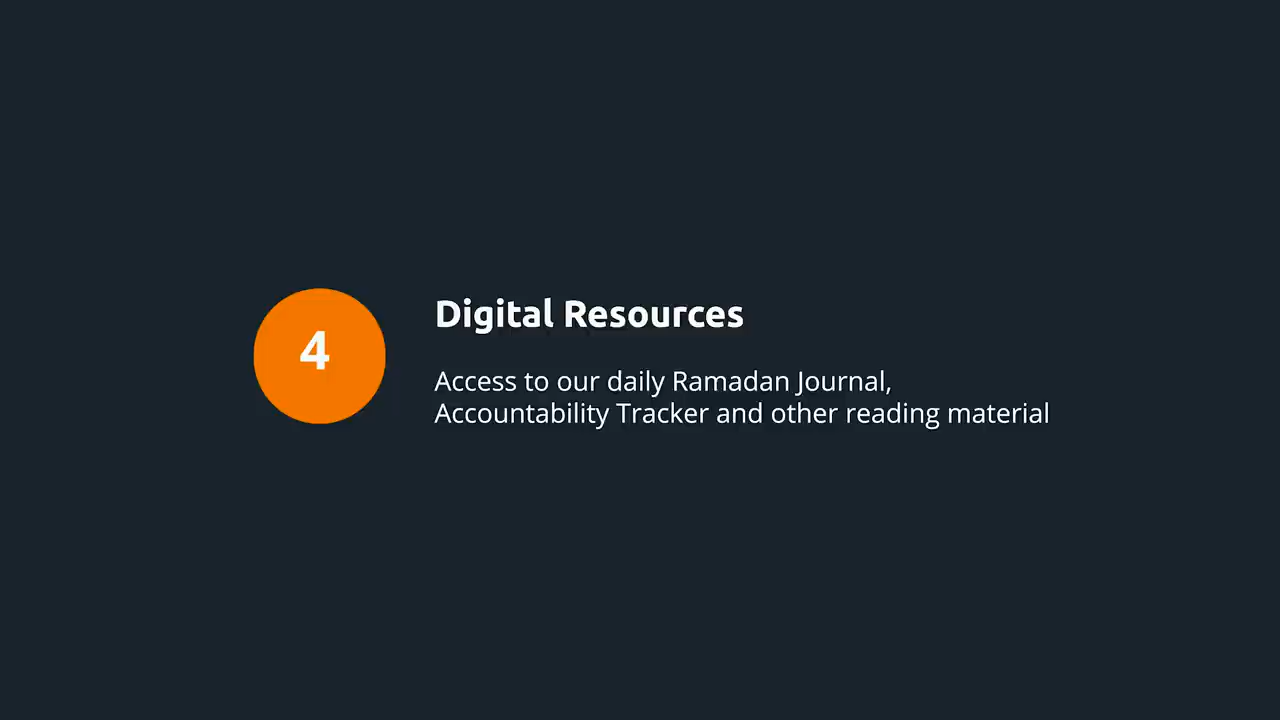 4
Digital Resources
Access to our daily Ramadan Journal,
Accountability Tracker and other reading material